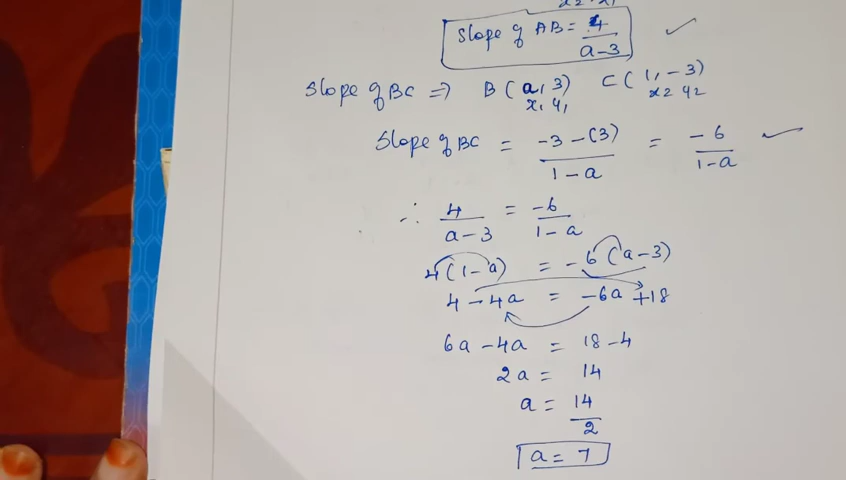 Slope of AB = 4/(a-3)
Slope of BC => B(a, 3) C(1, -3)
x1 y1 x2 y2
Slope of BC = (-3-(3))/(1-a) = -6/(1-a)
∴ 4/(a-3) = -6/(1-a)
4(1-a) = -6(a-3)
4-4a = -6a+18
6a-4a = 18-4
2a = 14
a = 14/2
a = 7